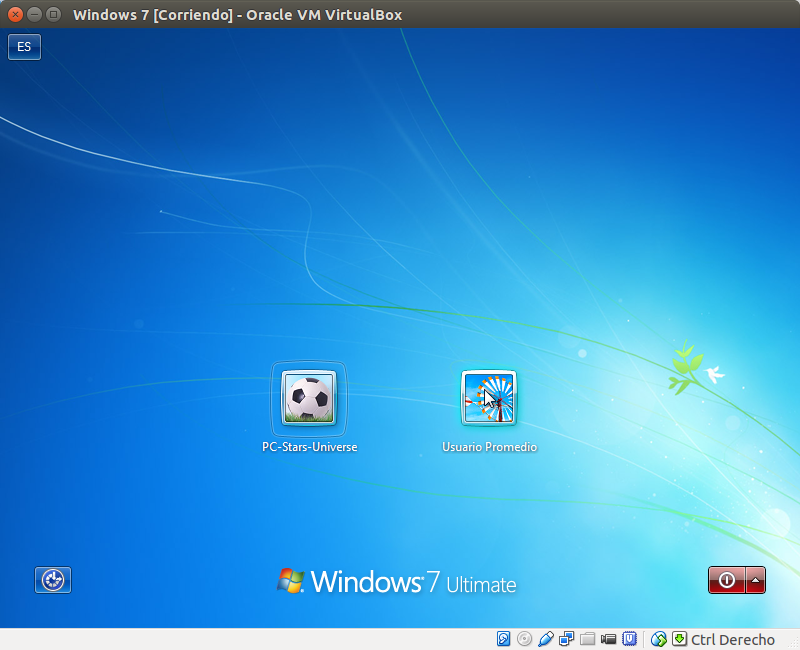 Windows 7 [Corriendo] - Oracle VM VirtualBox
ES
PC-Stars-Universe
Usuario Promedio
Windows 7 Ultimate
Ctrl Derecho